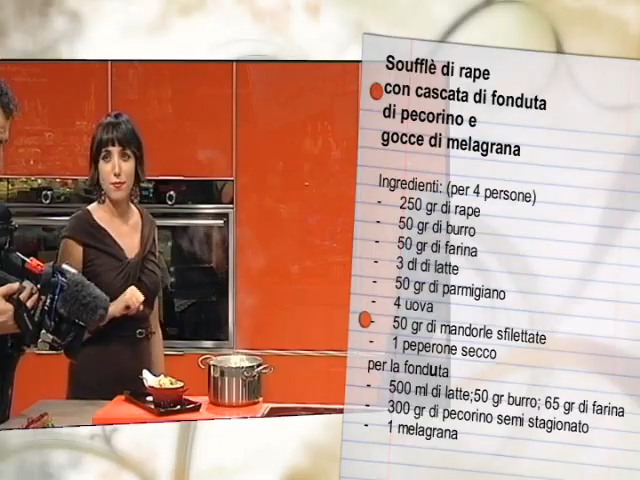 Soufflè di rape
con cascata di fonduta
di pecorino e
gocce di melagrana
Ingredienti: (per 4 persone)
- 250 gr di rape
- 50 gr di burro
- 50 gr di farina
- 3 dl di latte
- 50 gr di parmigiano
- 4 uova
- 50 gr di mandorle sfilettate
- 1 peperone secco
per la fonduta
- 500 ml di latte;50 gr burro; 65 gr di farina
- 300 gr di pecorino semi stagionato
- 1 melagrana